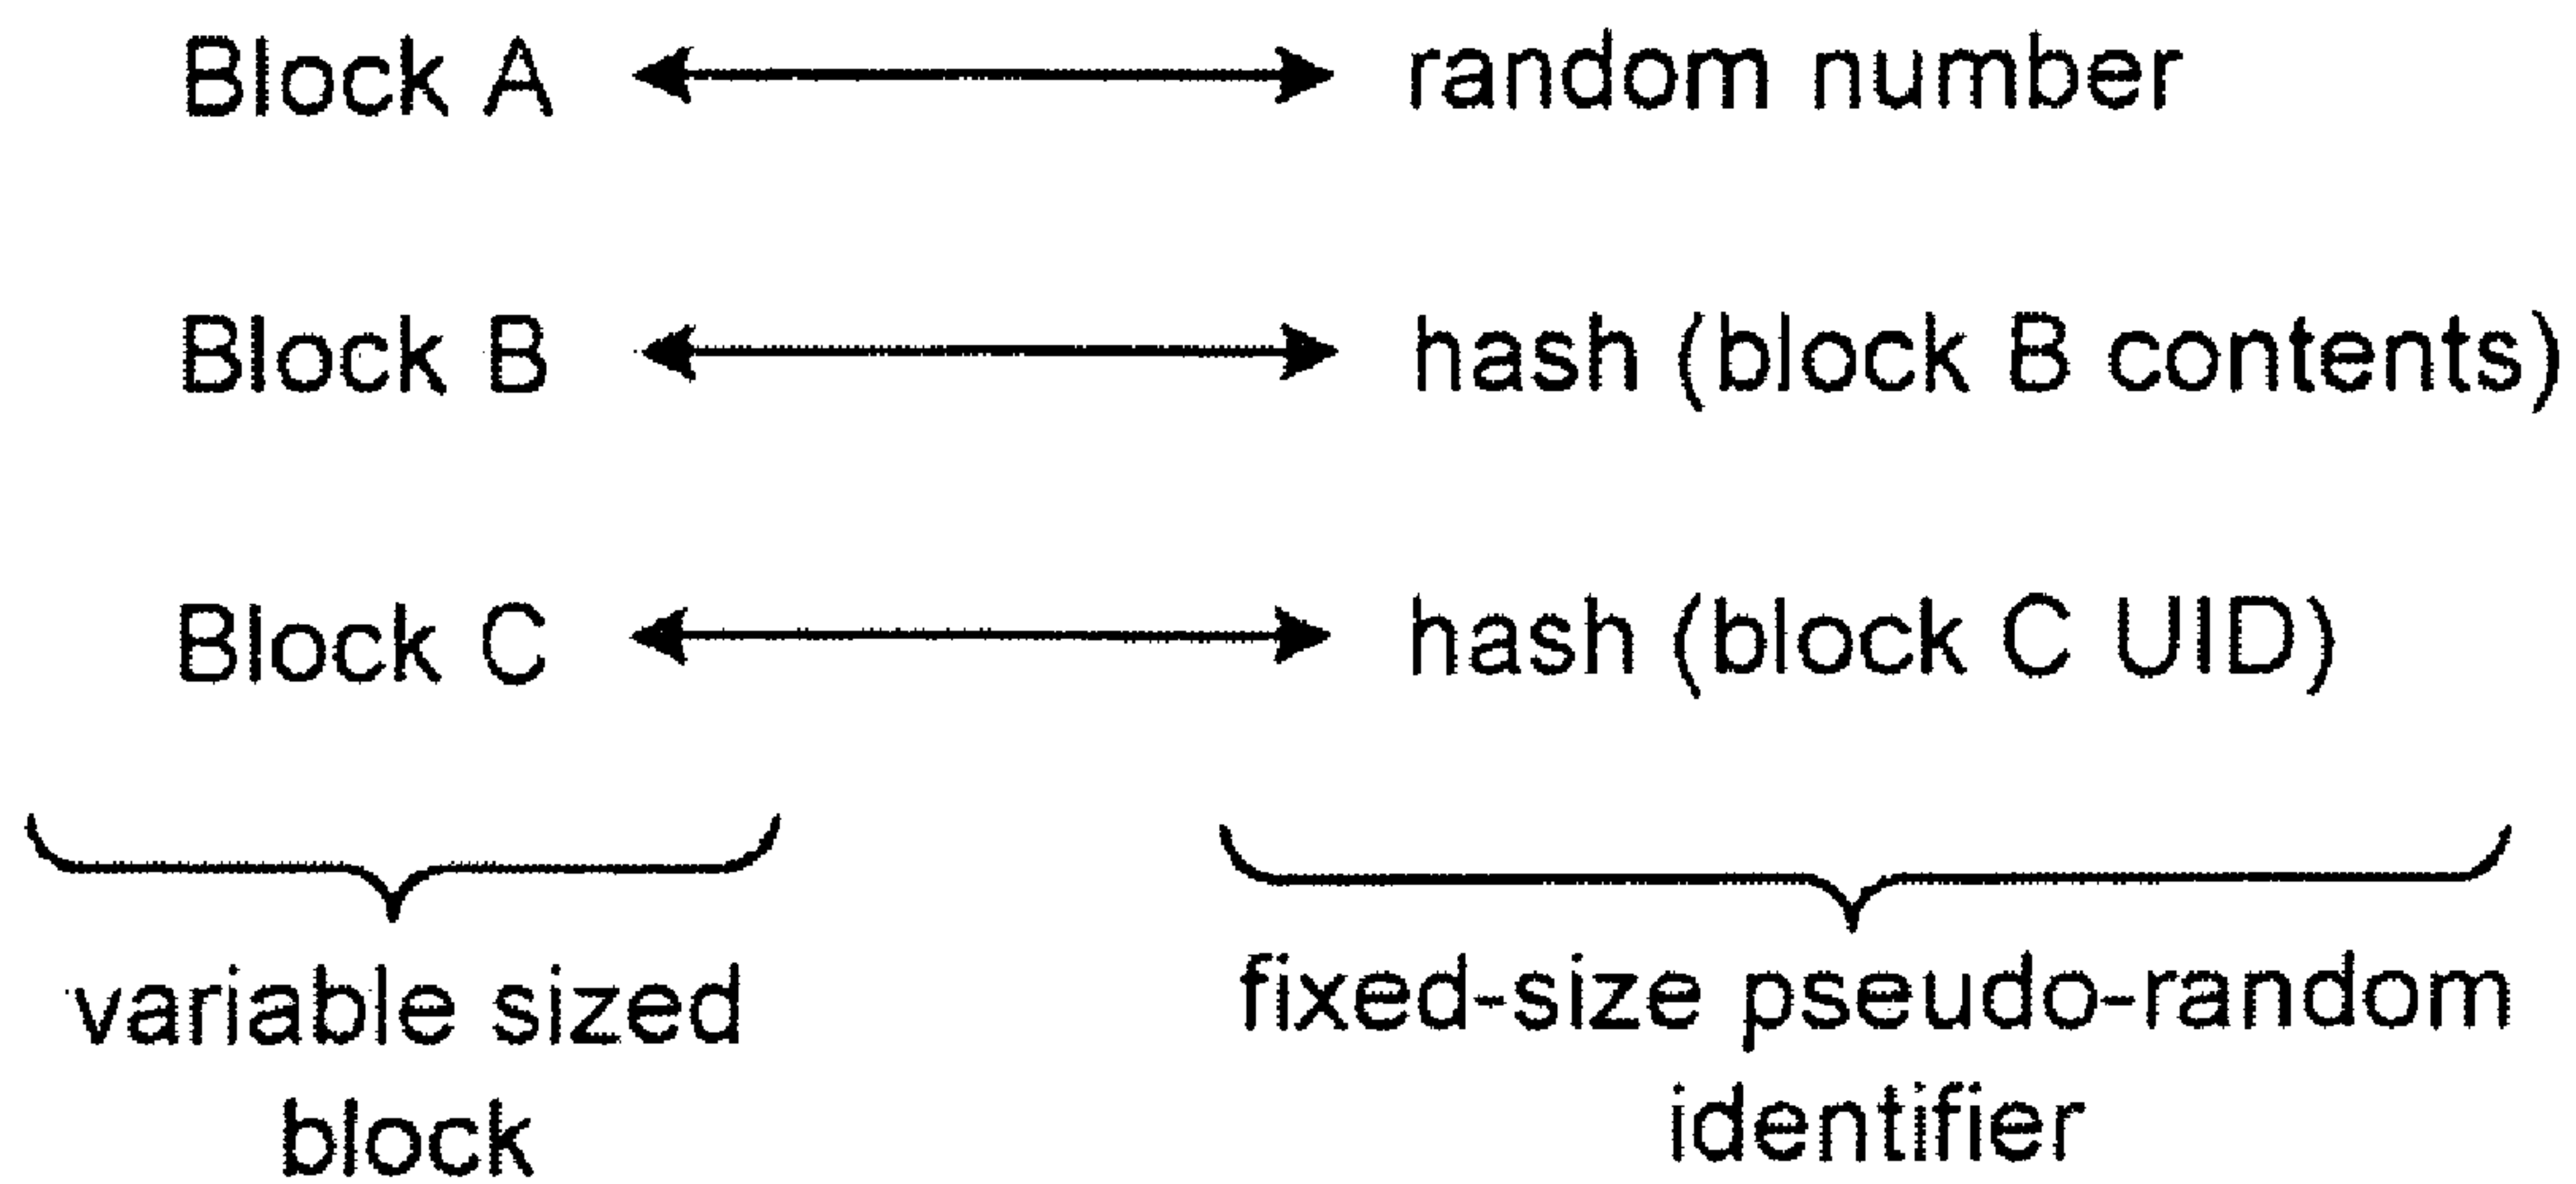 Block A random number
Block B hash (block B contents)
Block C hash (block C UID)
variable sized
block
fixed-size pseudo-random
identifier